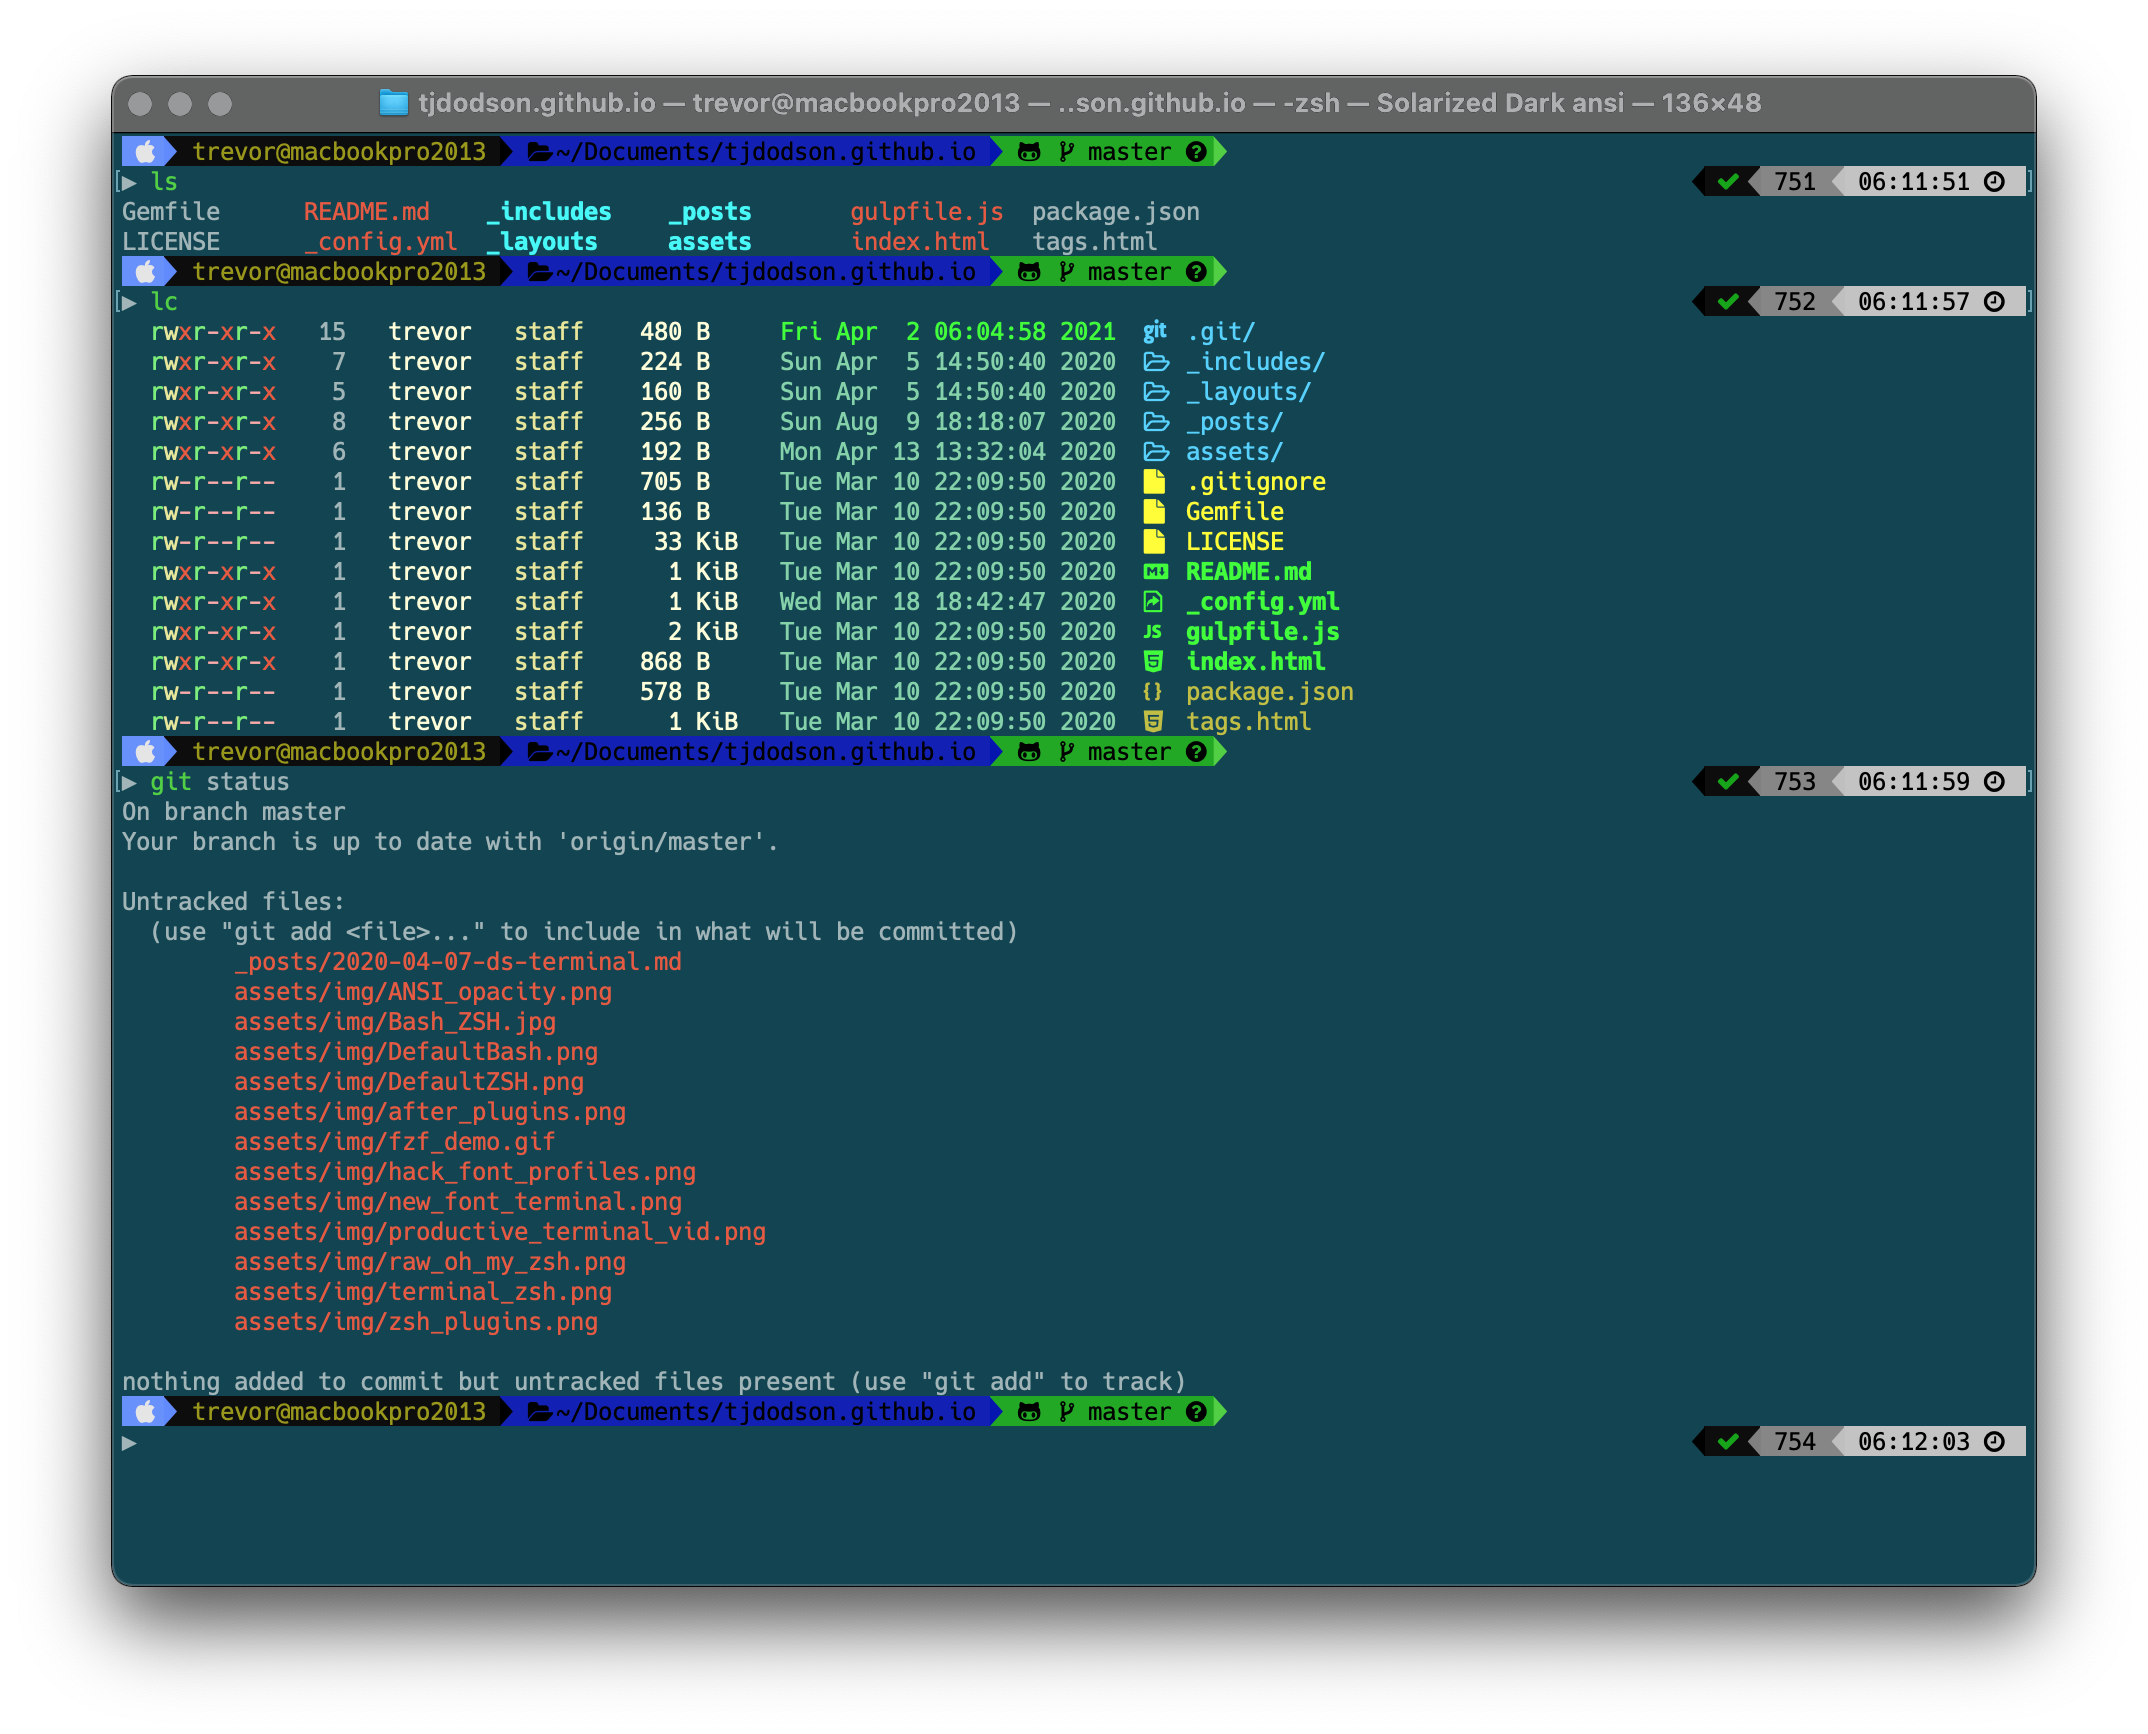 tjdodson.github.io — trevor@macbookpro2013 — ..son.github.io — -zsh — Solarized Dark ansi — 136×48
trevor@macbookpro2013 ~/Documents/tjdodson.github.io master
▶ ls 751 06:11:51
Gemfile README.md _includes _posts gulpfile.js package.json
LICENSE _config.yml _layouts assets index.html tags.html
trevor@macbookpro2013 ~/Documents/tjdodson.github.io master
▶ lc 752 06:11:57
rwxr-xr-x 15 trevor staff 480 B Fri Apr 2 06:04:58 2021 git .git/
rwxr-xr-x 7 trevor staff 224 B Sun Apr 5 14:50:40 2020 _includes/
rwxr-xr-x 5 trevor staff 160 B Sun Apr 5 14:50:40 2020 _layouts/
rwxr-xr-x 8 trevor staff 256 B Sun Aug 9 18:18:07 2020 _posts/
rwxr-xr-x 6 trevor staff 192 B Mon Apr 13 13:32:04 2020 assets/
rw-r--r-- 1 trevor staff 705 B Tue Mar 10 22:09:50 2020 .gitignore
rw-r--r-- 1 trevor staff 136 B Tue Mar 10 22:09:50 2020 Gemfile
rw-r--r-- 1 trevor staff 33 KiB Tue Mar 10 22:09:50 2020 LICENSE
rwxr-xr-x 1 trevor staff 1 KiB Tue Mar 10 22:09:50 2020 M↓ README.md
rwxr-xr-x 1 trevor staff 1 KiB Wed Mar 18 18:42:47 2020 _config.yml
rwxr-xr-x 1 trevor staff 2 KiB Tue Mar 10 22:09:50 2020 JS gulpfile.js
rwxr-xr-x 1 trevor staff 868 B Tue Mar 10 22:09:50 2020 5 index.html
rw-r--r-- 1 trevor staff 578 B Tue Mar 10 22:09:50 2020 {} package.json
rw-r--r-- 1 trevor staff 1 KiB Tue Mar 10 22:09:50 2020 5 tags.html
trevor@macbookpro2013 ~/Documents/tjdodson.github.io master
▶ git status 753 06:11:59
On branch master
Your branch is up to date with 'origin/master'.
Untracked files:
(use "git add <file>..." to include in what will be committed)
_posts/2020-04-07-ds-terminal.md
assets/img/ANSI_opacity.png
assets/img/Bash_ZSH.jpg
assets/img/DefaultBash.png
assets/img/DefaultZSH.png
assets/img/after_plugins.png
assets/img/fzf_demo.gif
assets/img/hack_font_profiles.png
assets/img/new_font_terminal.png
assets/img/productive_terminal_vid.png
assets/img/raw_oh_my_zsh.png
assets/img/terminal_zsh.png
assets/img/zsh_plugins.png
nothing added to commit but untracked files present (use "git add" to track)
trevor@macbookpro2013 ~/Documents/tjdodson.github.io master
▶ 754 06:12:03